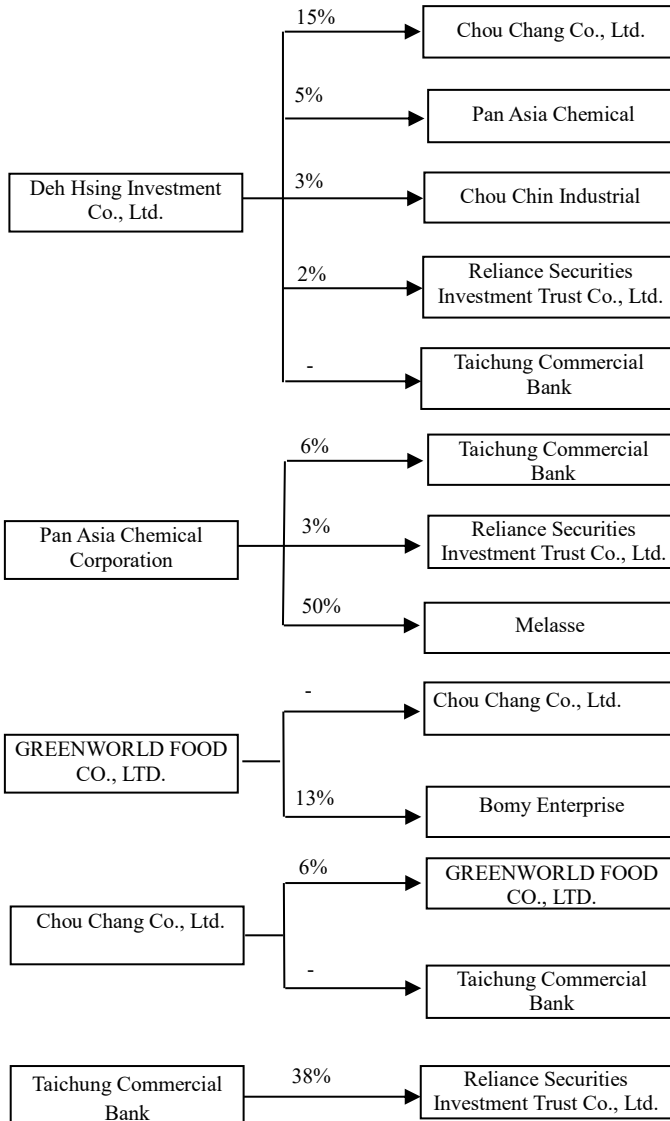 15%
Chou Chang Co., Ltd.
5%
Pan Asia Chemical
Deh Hsing Investment
Co., Ltd.
3%
Chou Chin Industrial
2%
Reliance Securities
Investment Trust Co., Ltd.
-
Taichung Commercial
Bank
6%
Taichung Commercial
Bank
Pan Asia Chemical
Corporation
3%
Reliance Securities
Investment Trust Co., Ltd.
50%
Melasse
-
Chou Chang Co., Ltd.
GREENWORLD FOOD
CO., LTD.
13%
Bomy Enterprise
6%
GREENWORLD FOOD
CO., LTD.
Chou Chang Co., Ltd.
-
Taichung Commercial
Bank
Taichung Commercial
Bank
38%
Reliance Securities
Investment Trust Co., Ltd.